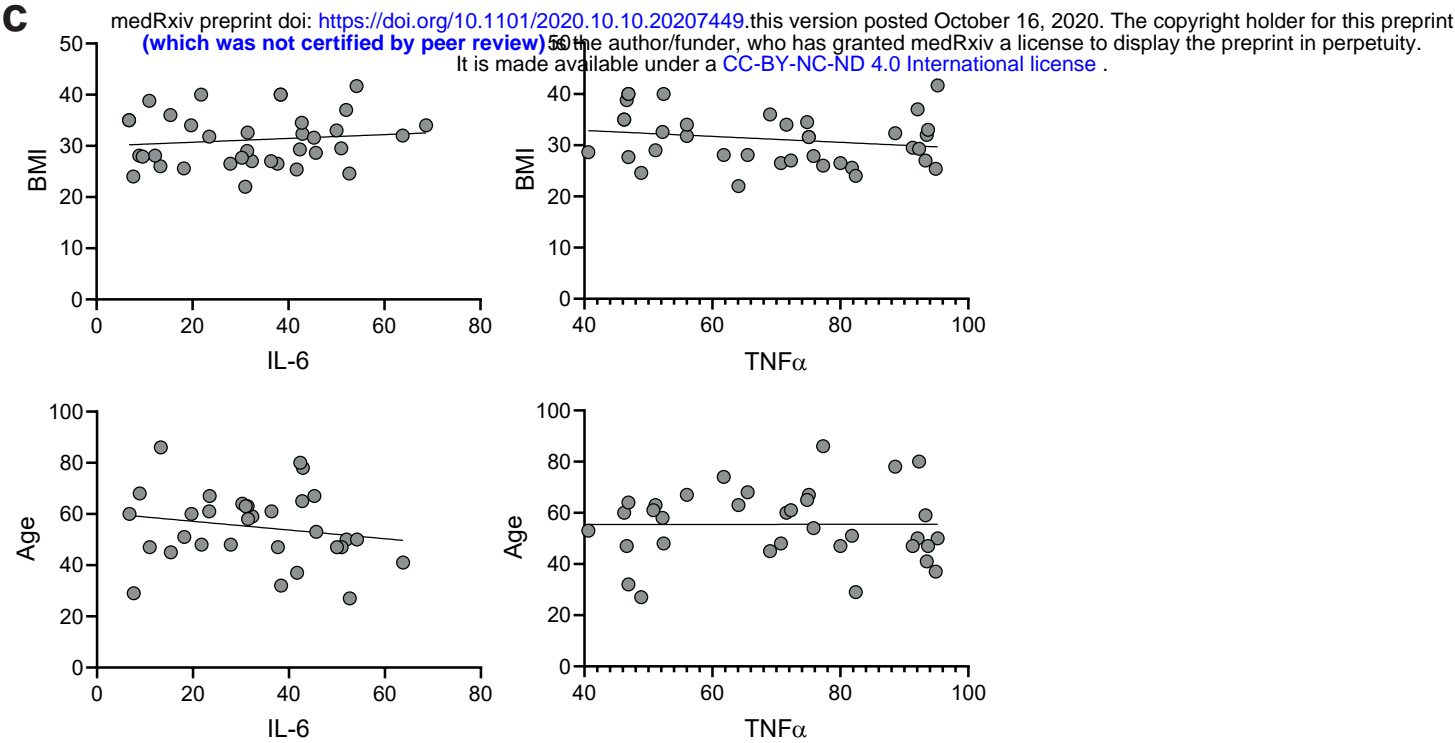 c
medRxiv preprint doi: https://doi.org/10.1101/2020.10.10.20207449.this version posted October 16, 2020. The copyright holder for this preprint
(which was not certified by peer review) is the author/funder, who has granted medRxiv a license to display the preprint in perpetuity.
It is made available under a CC-BY-NC-ND 4.0 International license .
50
40
30
20
10
0
BMI
0 20 40 60 80
IL-6
50
40
30
20
10
0
BMI
40 60 80 100
TNFα
100
80
60
40
20
0
Age
0 20 40 60 80
IL-6
100
80
60
40
20
0
Age
40 60 80 100
TNFα